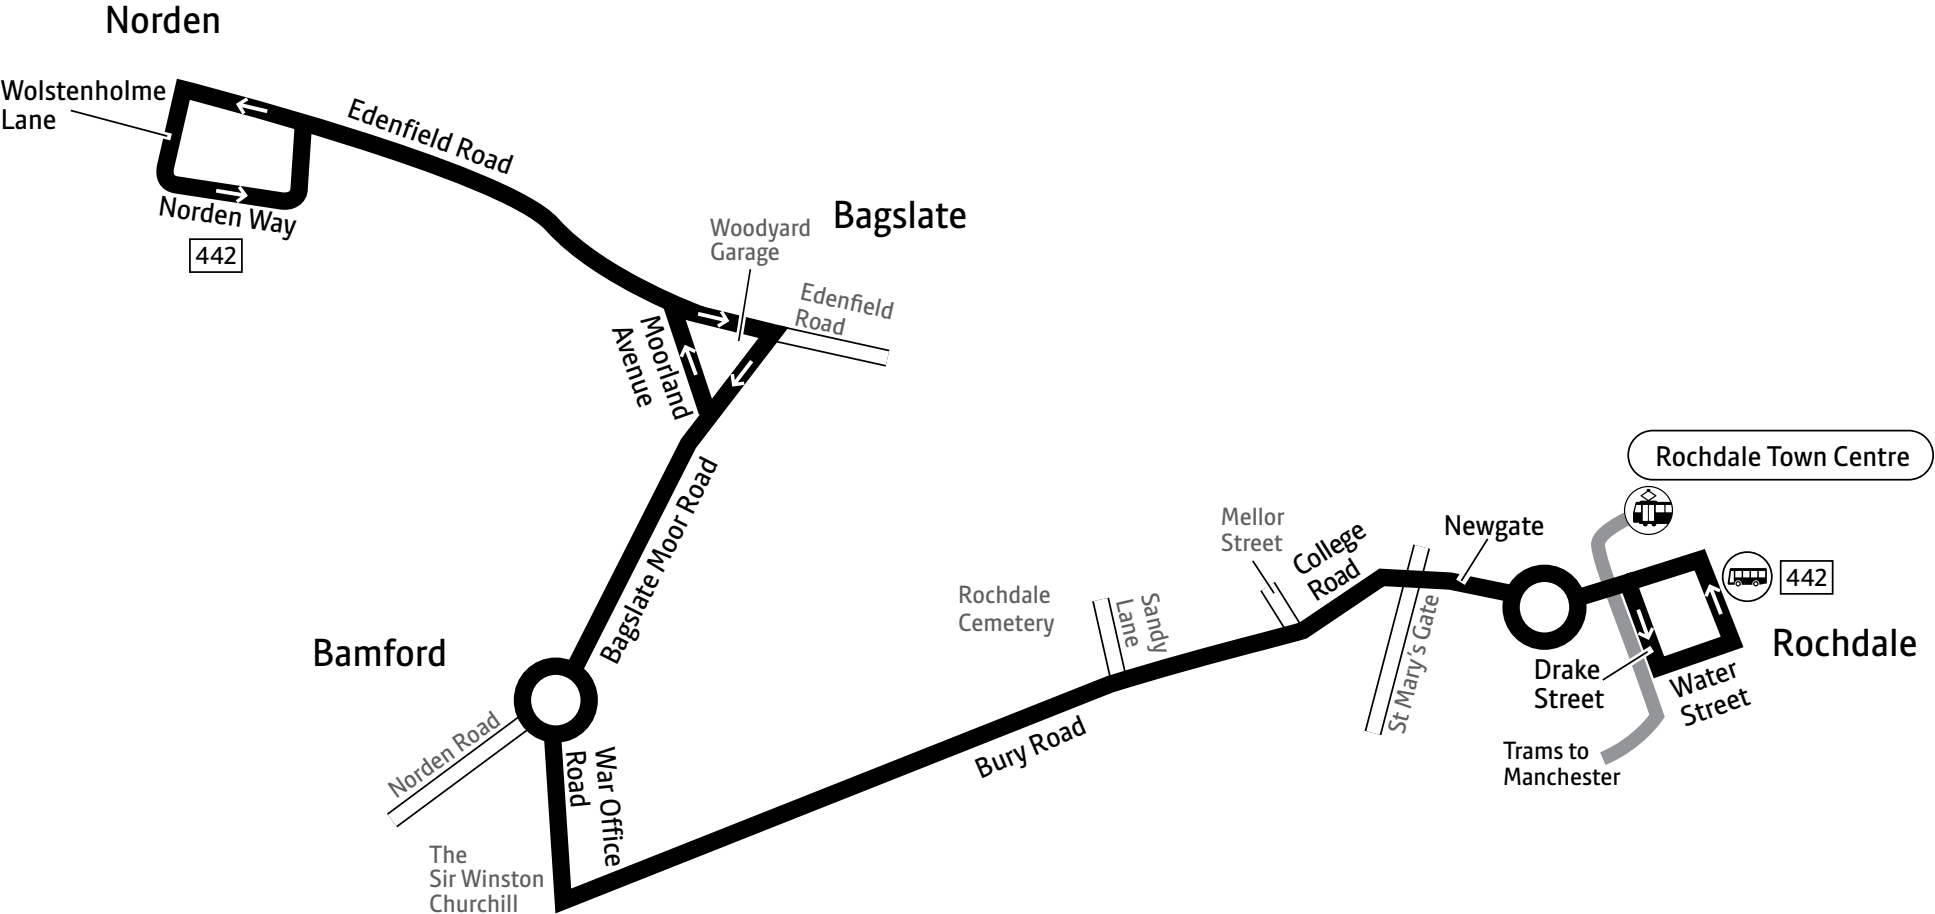 Norden
Wolstenholme
Lane
Edenfield Road
Norden Way
442
Woodyard
Garage
Bagslate
Edenfield
Road
Moorland
Avenue
Bagslate Moor Road
Bamford
Norden Road
War Office
Road
The
Sir Winston
Churchill
Bury Road
Rochdale
Cemetery
Sandy
Lane
Mellor
Street
College
Road
St Mary's Gate
Newgate
Rochdale Town Centre
442
Rochdale
Drake
Street
Water
Street
Trams to
Manchester